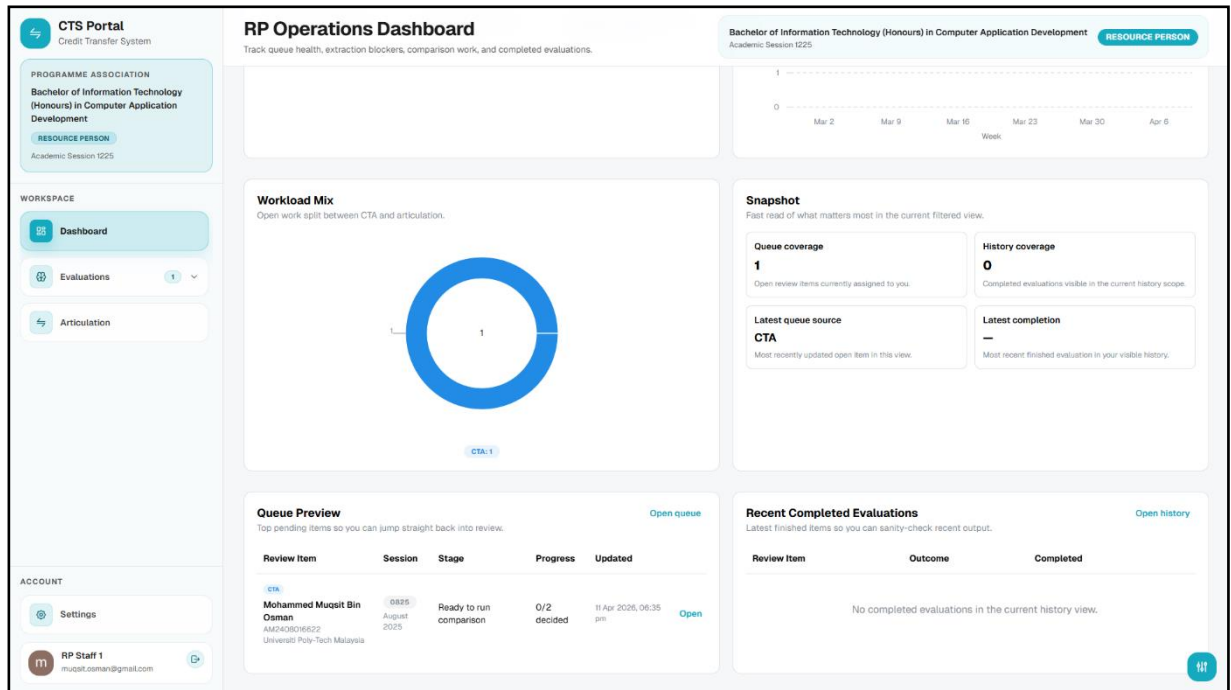 CTS Portal
Credit Transfer System
PROGRAMME ASSOCIATION
Bachelor of Information Technology
(Honours) in Computer Application
Development
RESOURCE PERSON
Academic Session 1225
WORKSPACE
Dashboard
Evaluations 1
Articulation
ACCOUNT
Settings
m
RP Staff 1
muqsit.osman@gmail.com
RP Operations Dashboard
Track queue health, extraction blockers, comparison work, and completed evaluations.
Bachelor of Information Technology (Honours) in Computer Application Development
Academic Session 1225
RESOURCE PERSON
1
0
Mar 2 Mar 9 Mar 16 Mar 23 Mar 30 Apr 6
Week
Workload Mix
Open work split between CTA and articulation.
1
1
CTA: 1
Snapshot
Fast read of what matters most in the current filtered view.
Queue coverage
1
Open review items currently assigned to you.
History coverage
0
Completed evaluations visible in the current history scope.
Latest queue source
CTA
Most recently updated open item in this view.
Latest completion
—
Most recent finished evaluation in your visible history.
Queue Preview
Open queue
Top pending items so you can jump straight back into review.
Review Item Session Stage Progress Updated
CTA
Mohammed Muqsit Bin
Osman
AM2408016622
Universiti Poly-Tech Malaysia
0825
August
2025
Ready to run
comparison
0/2
decided
11 Apr 2026, 06:35
pm
Open
Recent Completed Evaluations
Open history
Latest finished items so you can sanity-check recent output.
Review Item Outcome Completed
No completed evaluations in the current history view.